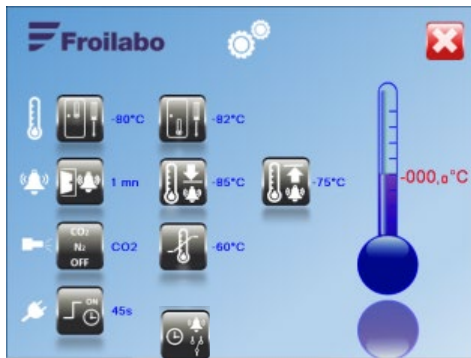 Froilabo
-80°C -82°C
-000,0°C
1 mn -85°C -75°C
CO2
N2
OFF
CO2 -60°C
ON
45s